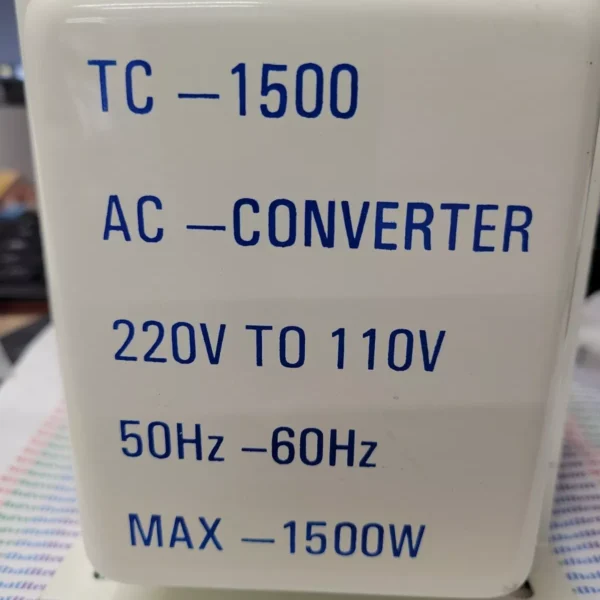 TC -1500
AC -CONVERTER
220V TO 110V
50Hz -60Hz
MAX -1500W